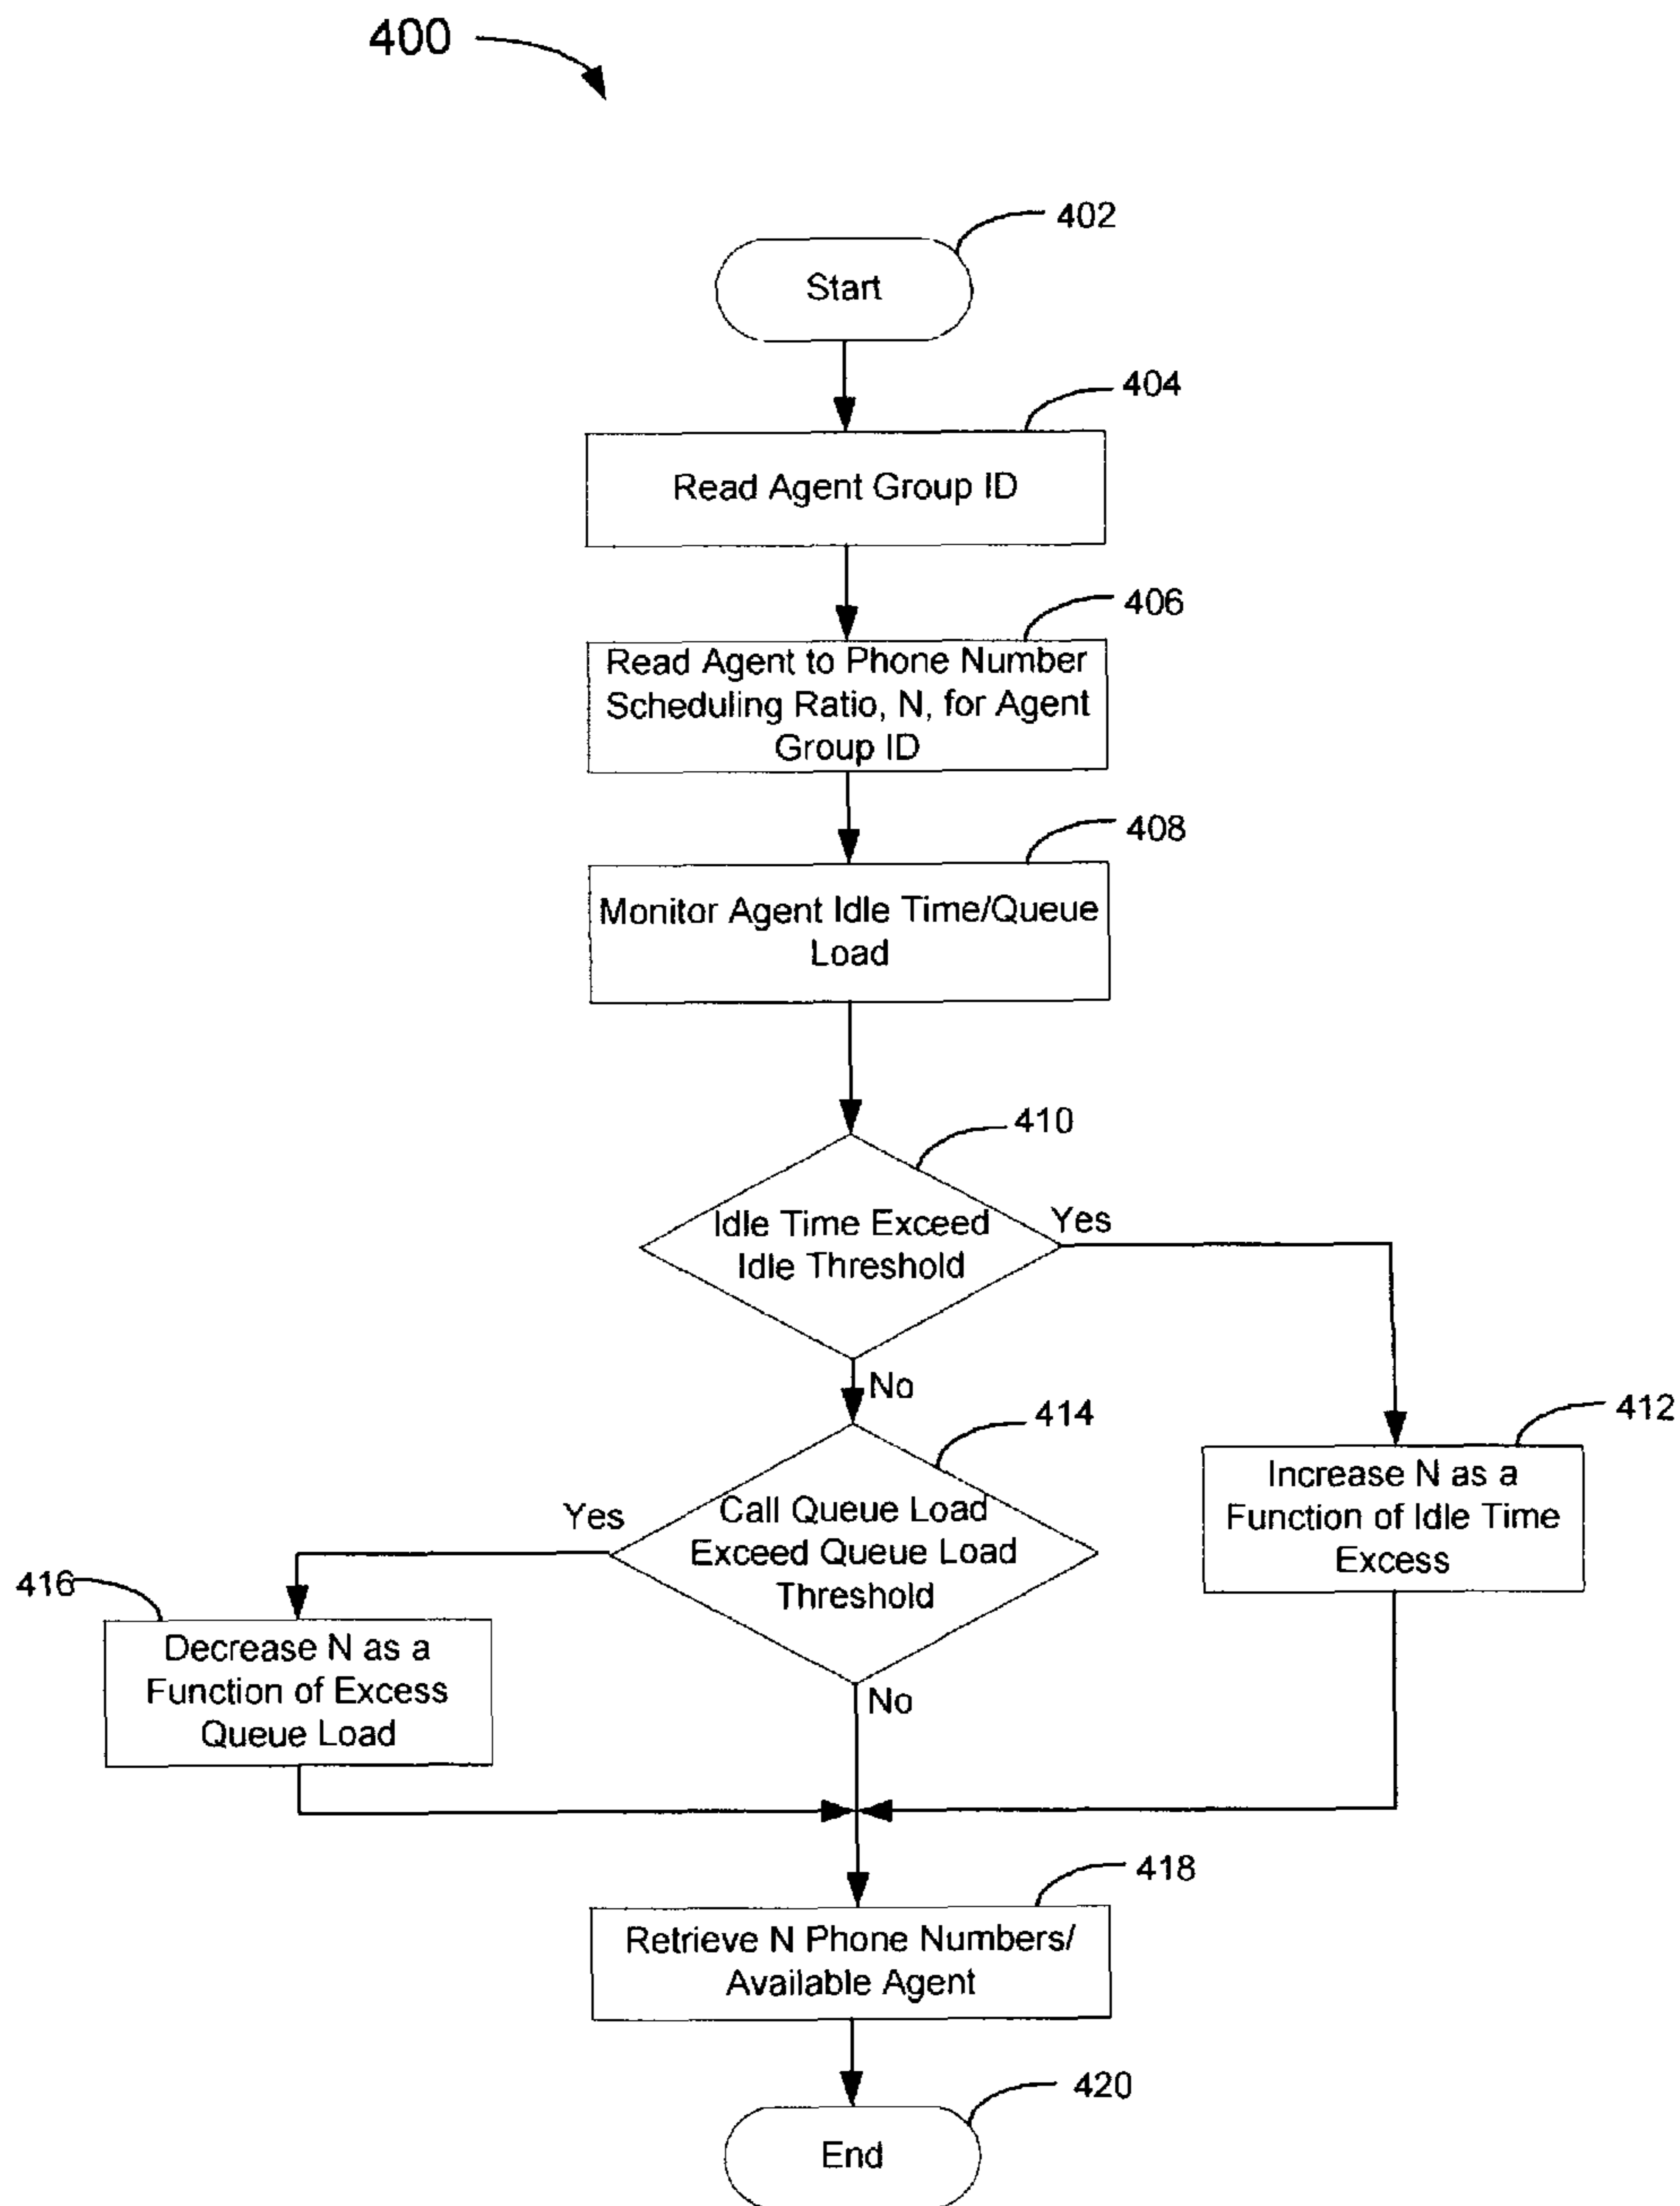 400
402
Start
404
Read Agent Group ID
406
Read Agent to Phone Number
Scheduling Ratio, N, for Agent
Group ID
408
Monitor Agent Idle Time/Queue
Load
410
Idle Time Exceed
Idle Threshold
Yes
No
414
412
Call Queue Load
Exceed Queue Load
Threshold
Yes
Increase N as a
Function of Idle Time
Excess
416
Decrease N as a
Function of Excess
Queue Load
No
418
Retrieve N Phone Numbers/
Available Agent
420
End